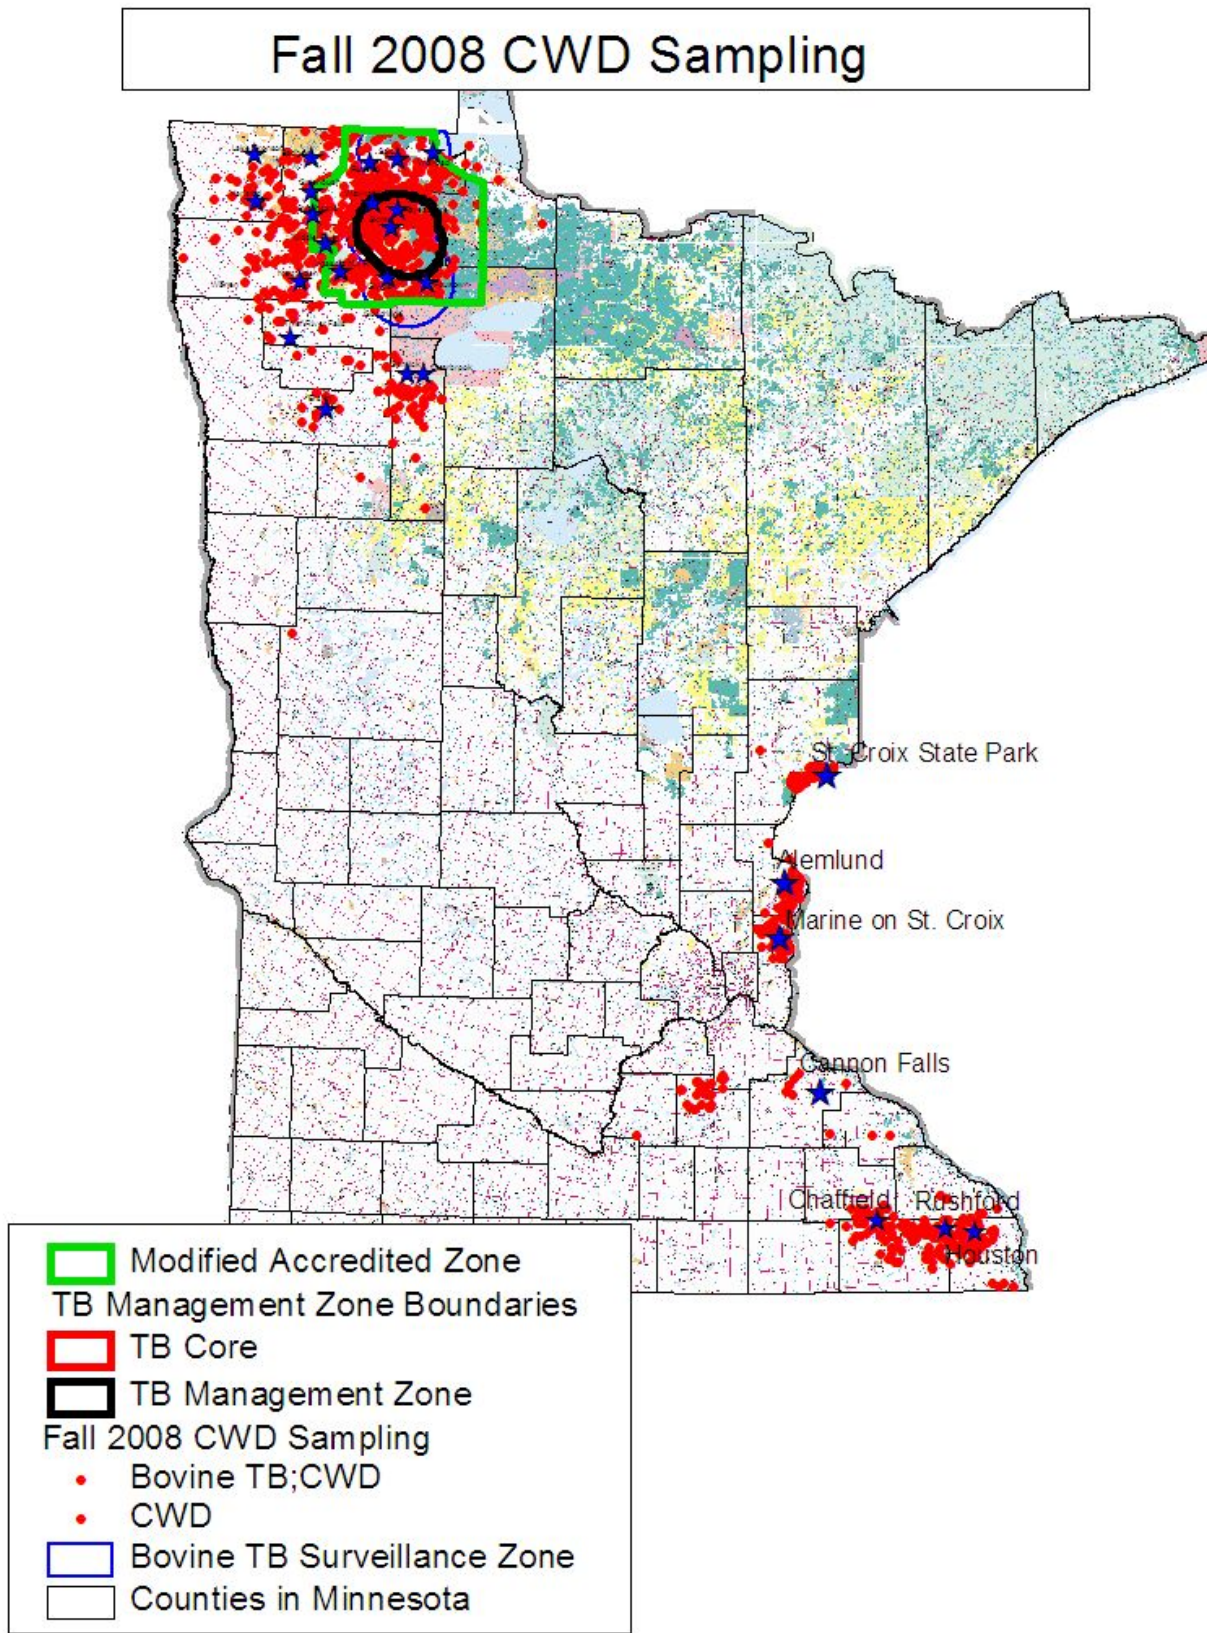 Fall 2008 CWD Sampling
St. Croix State Park
Alemlund
Marine on St. Croix
Cannon Falls
Chatfield
Rushford
Houston
Modified Accredited Zone
TB Management Zone Boundaries
TB Core
TB Management Zone
Fall 2008 CWD Sampling
Bovine TB;CWD
CWD
Bovine TB Surveillance Zone
Counties in Minnesota